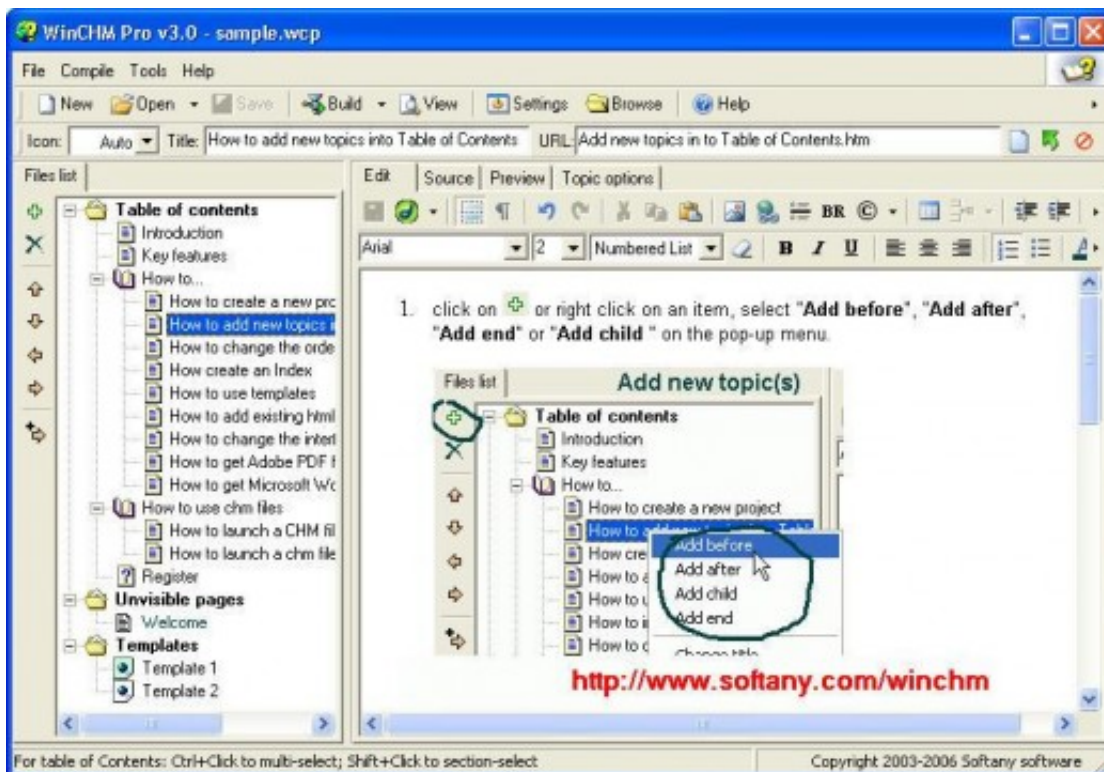 WinCHM Pro v3.0 - sample.wcp
File Compile Tools Help
New Open Save Build View Settings Browse Help
Icon: Auto Title: How to add new topics into Table of Contents URL: Add new topics in to Table of Contents.htm
Files list
Edit Source Preview Topic options
BR ©
Arial 2 Numbered List B I U A
Table of contents
Introduction
Key features
How to...
How to create a new pro
How to add new topics i
How to change the orde
How create an Index
How to use templates
How to add existing html
How to change the interf
How to get Adobe PDF f
How to get Microsoft Wo
How to use chm files
How to launch a CHM fil
How to launch a chm file
Register
Unvisible pages
Welcome
Templates
Template 1
Template 2
1. click on or right click on an item, select "Add before", "Add after",
"Add end" or "Add child " on the pop-up menu.
Files list
Add new topic(s)
Table of contents
Introduction
Key features
How to...
How to create a new project
How to a
How cre
How to a
How to u
How to i
How to c
Add before
Add after
Add child
Add end
Change title
http://www.softany.com/winchm
For table of Contents: Ctrl+Click to multi-select; Shift+Click to section-select
Copyright 2003-2006 Softany software